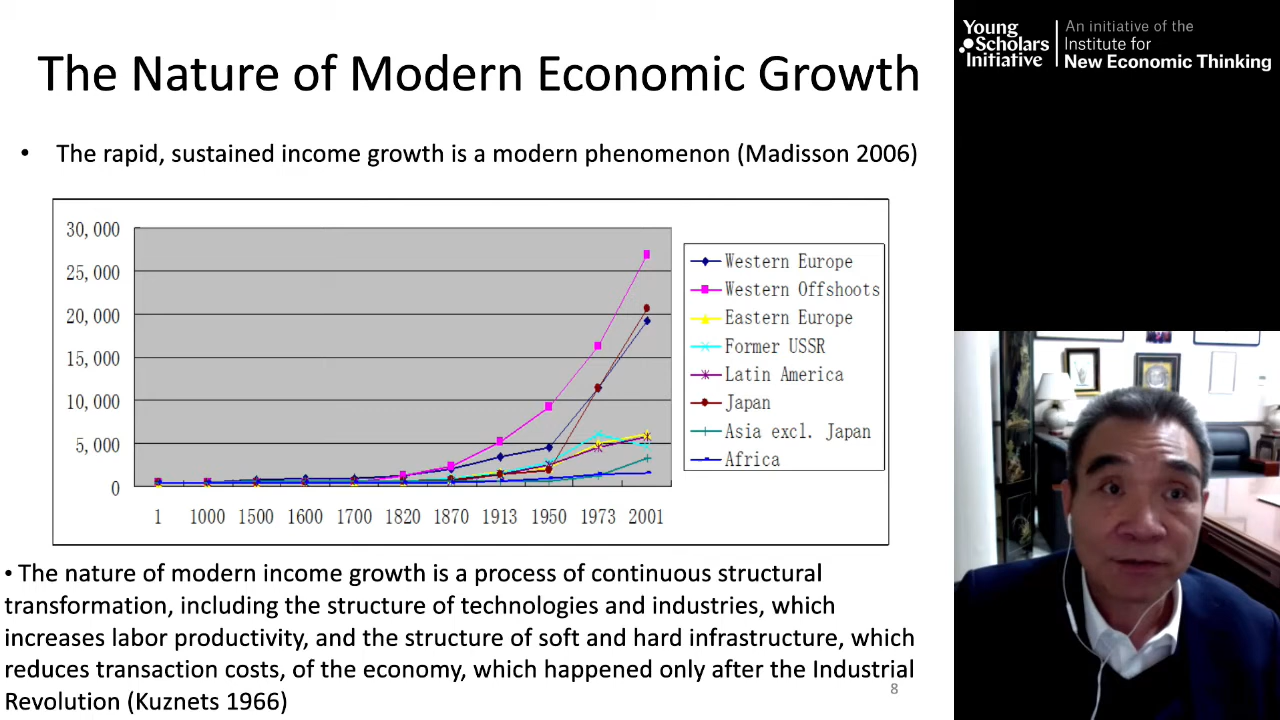 The Nature of Modern Economic Growth
• The rapid, sustained income growth is a modern phenomenon (Madisson 2006)
30,000
25,000
20,000
15,000
10,000
5,000
0
1 1000 1500 1600 1700 1820 1870 1913 1950 1973 2001
Western Europe
Western Offshoots
Eastern Europe
Former USSR
Latin America
Japan
Asia excl. Japan
Africa
• The nature of modern income growth is a process of continuous structural
transformation, including the structure of technologies and industries, which
increases labor productivity, and the structure of soft and hard infrastructure, which
reduces transaction costs, of the economy, which happened only after the Industrial
Revolution (Kuznets 1966)
8
Young
Scholars
Initiative
An initiative of the
Institute for
New Economic Thinking